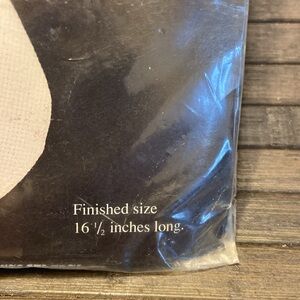 Finished size
16 1/2 inches long.